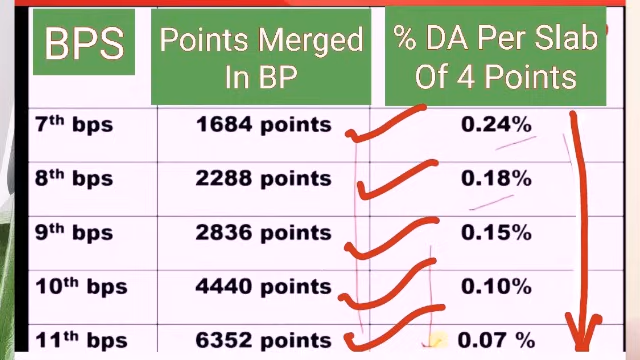 BPS
Points Merged
In BP
% DA Per Slab
Of 4 Points
7th bps 1684 points 0.24%
8th bps 2288 points 0.18%
9th bps 2836 points 0.15%
10th bps 4440 points 0.10%
11th bps 6352 points 0.07 %